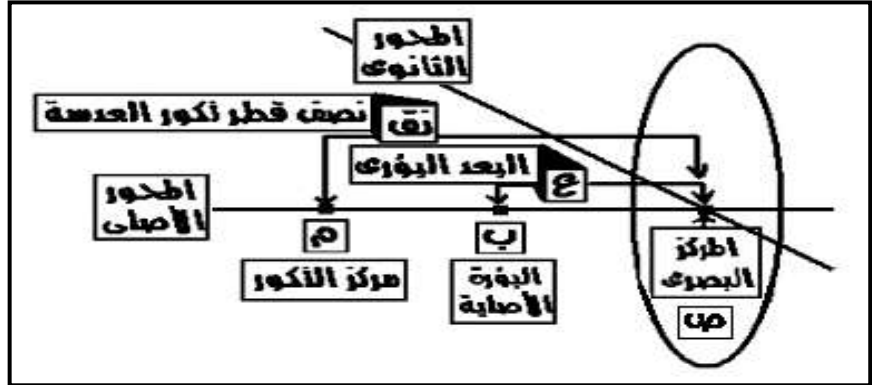 المحور
الثانوى
نصف قطر تكور العدسة
نق
البعد البؤرى
ع
المحور
الأصلى
م
ب
مركز التكور
البؤرة
الأصلية
المركز
البصرى
ص